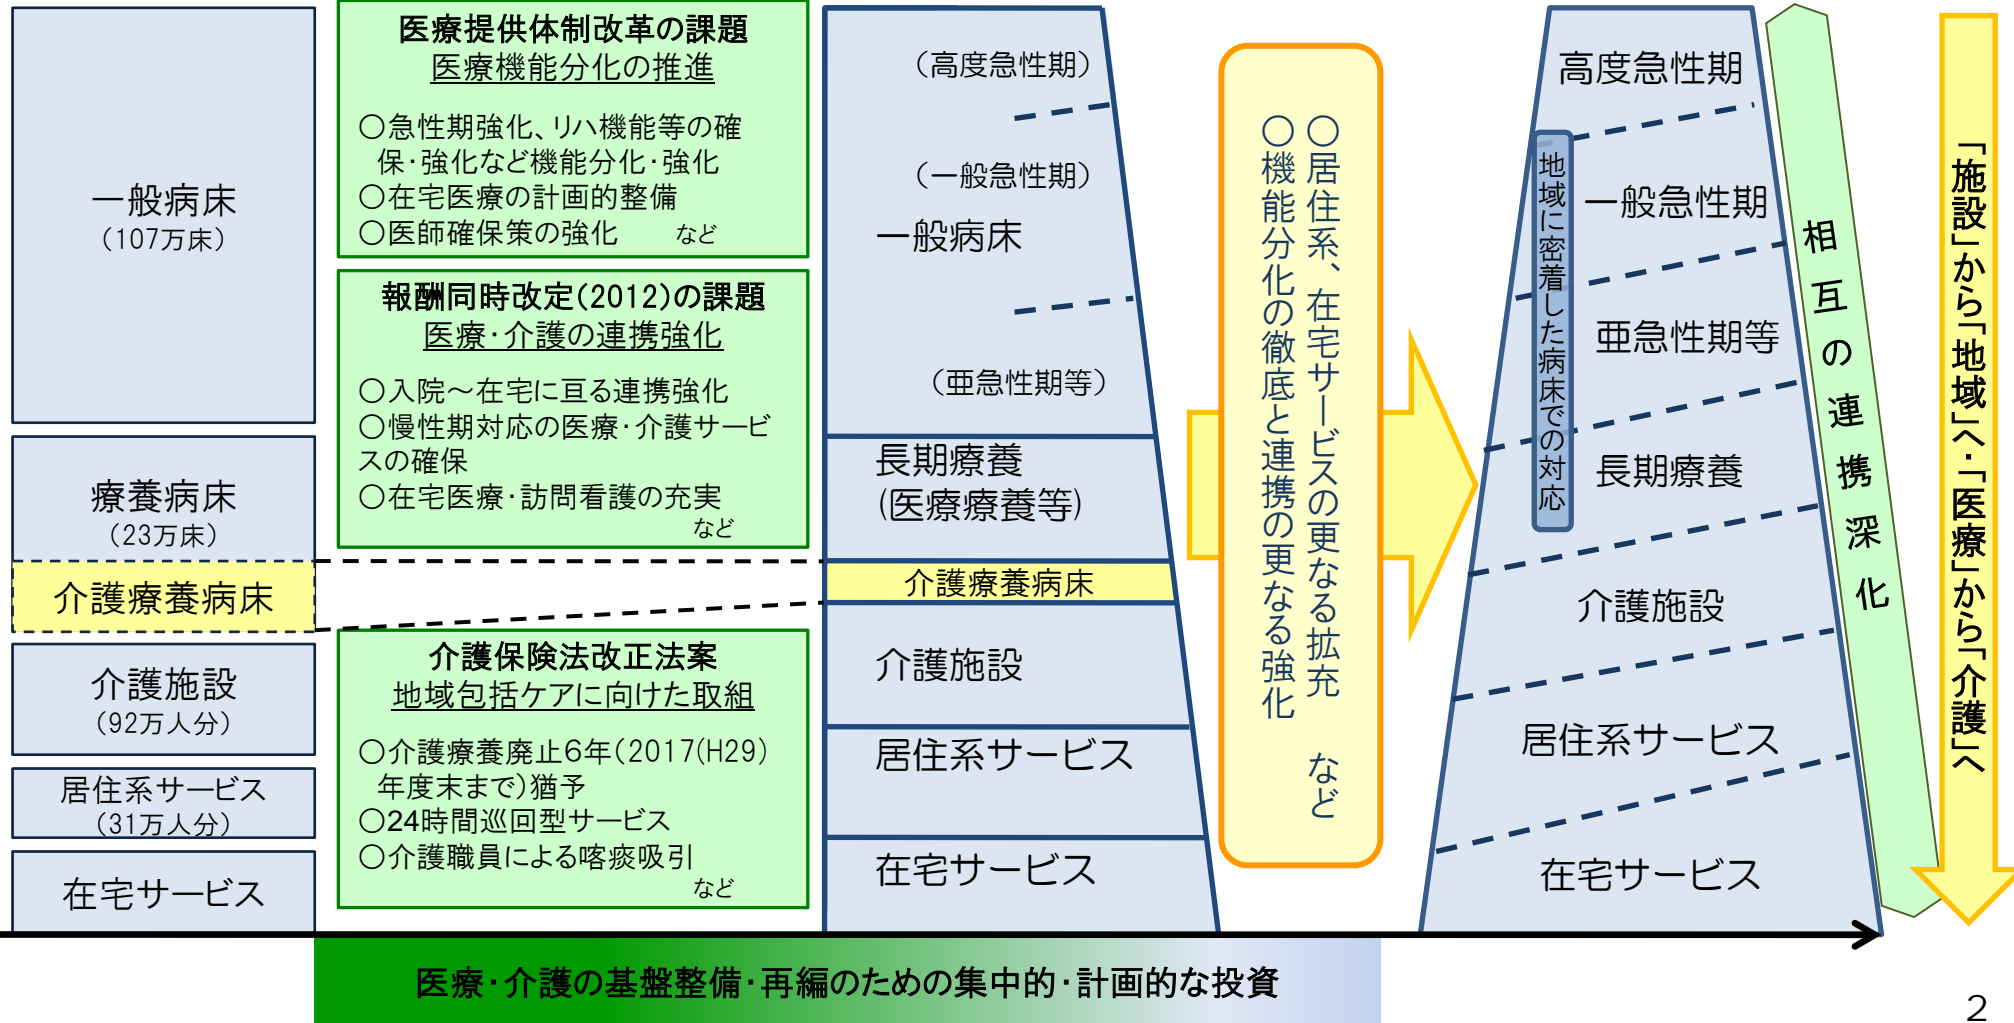 一般病床
（107万床）
療養病床
（23万床）
介護療養病床
介護施設
（92万人分）
居住系サービス
（31万人分）
在宅サービス
医療提供体制改革の課題
医療機能分化の推進
○急性期強化、リハ機能等の確
保・強化など機能分化・強化
○在宅医療の計画的整備
○医師確保策の強化　　など
報酬同時改定（2012）の課題
医療・介護の連携強化
○入院～在宅に亘る連携強化
○慢性期対応の医療・介護サービ
スの確保
○在宅医療・訪問看護の充実
など
介護保険法改正法案
地域包括ケアに向けた取組
○介護療養廃止６年（2017(H29)
年度末まで）猶予
○24時間巡回型サービス
○介護職員による喀痰吸引
など
（高度急性期）
（一般急性期）
一般病床
（亜急性期等）
長期療養
(医療療養等)
介護療養病床
介護施設
居住系サービス
在宅サービス
○居住系、在宅サービスの更なる拡充　など
○機能分化の徹底と連携の更なる強化
高度急性期
一般急性期
亜急性期等
長期療養
介護施設
居住系サービス
在宅サービス
地域に密着した病床での対応
相互の連携深化
「施設」から「地域」へ・「医療」から「介護」へ
医療・介護の基盤整備・再編のための集中的・計画的な投資
2